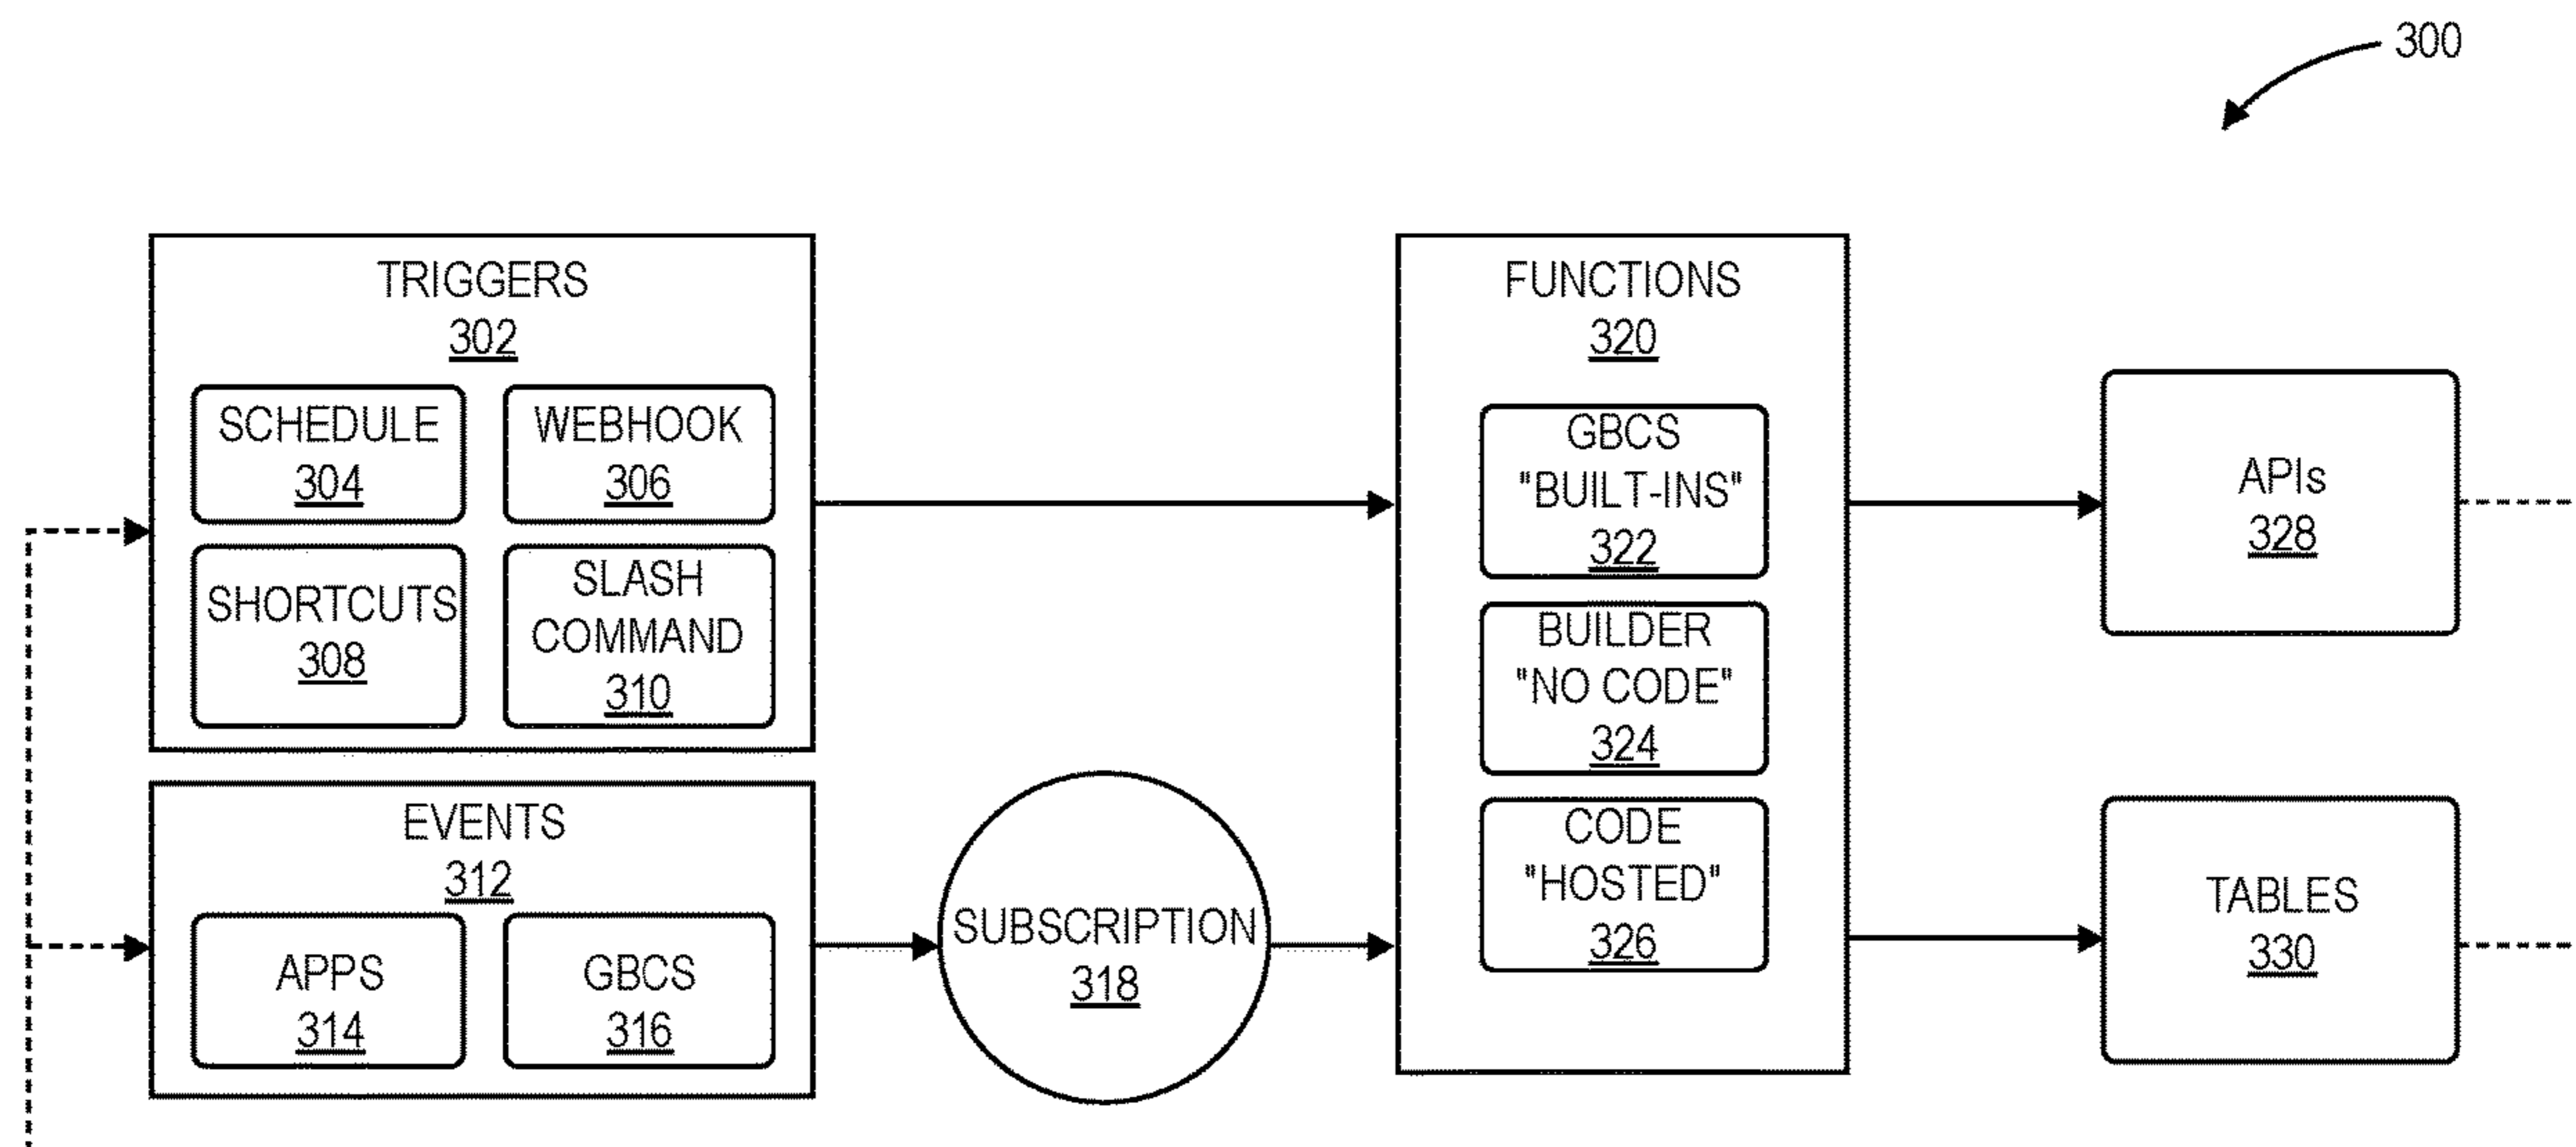 300
TRIGGERS
302
SCHEDULE
304
WEBHOOK
306
SHORTCUTS
308
SLASH
COMMAND
310
EVENTS
312
APPS
314
GBCS
316
SUBSCRIPTION
318
FUNCTIONS
320
GBCS
"BUILT-INS"
322
BUILDER
"NO CODE"
324
CODE
"HOSTED"
326
APIs
328
TABLES
330